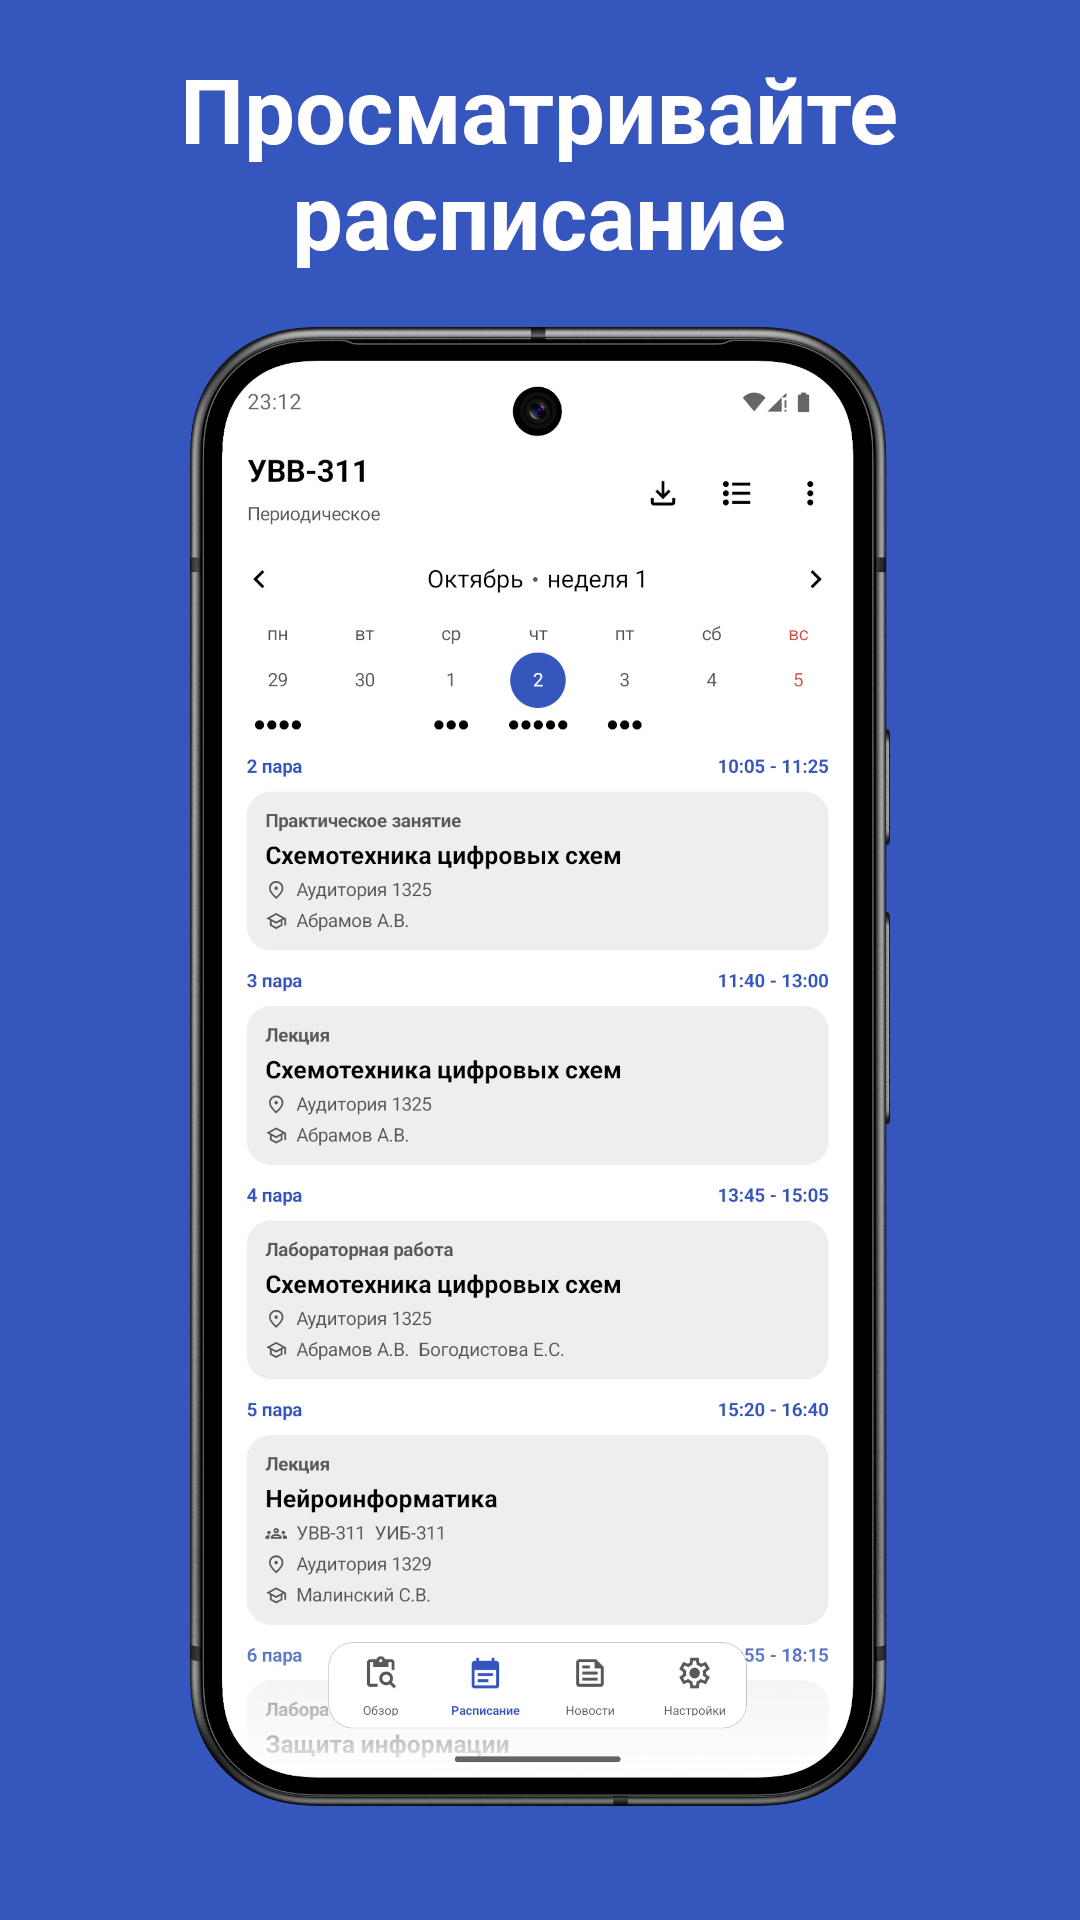 Просматривайте
расписание
23:12
УВВ-311
Периодическое
Октябрь • неделя 1
пн вт ср чт пт сб вс
29 30 1 2 3 4 5
2 пара 10:05 - 11:25
Практическое занятие
Схемотехника цифровых схем
Аудитория 1325
Абрамов А.В.
3 пара 11:40 - 13:00
Лекция
Схемотехника цифровых схем
Аудитория 1325
Абрамов А.В.
4 пара 13:45 - 15:05
Лабораторная работа
Схемотехника цифровых схем
Аудитория 1325
Абрамов А.В. Богодистова Е.С.
5 пара 15:20 - 16:40
Лекция
Нейроинформатика
УВВ-311 УИБ-311
Аудитория 1329
Малинский С.В.
6 пара 55 - 18:15
Лабора
Защита информации
Обзор Расписание Новости Настройки